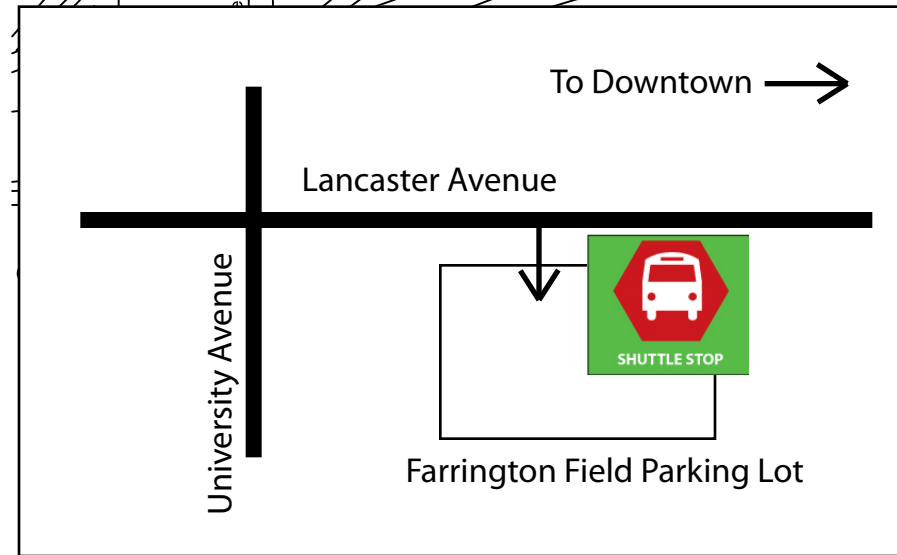 To Downtown
Lancaster Avenue
University Avenue
SHUTTLE STOP
Farrington Field Parking Lot